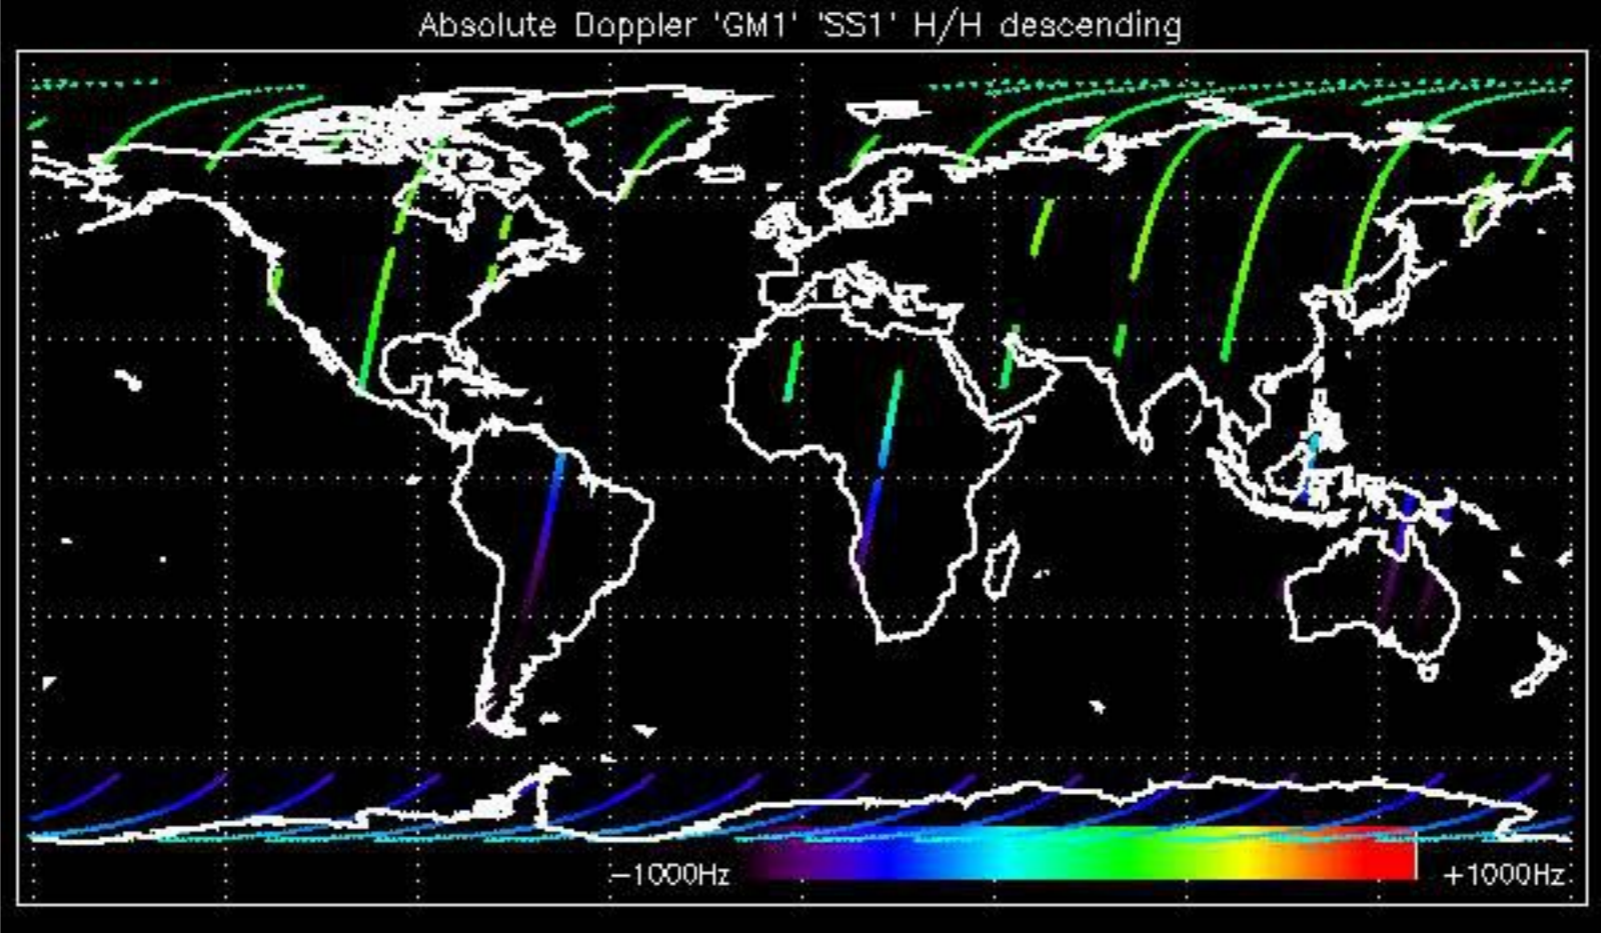 Absolute Doppler 'GM1' 'SS1' H/H descending
−1000Hz +1000Hz